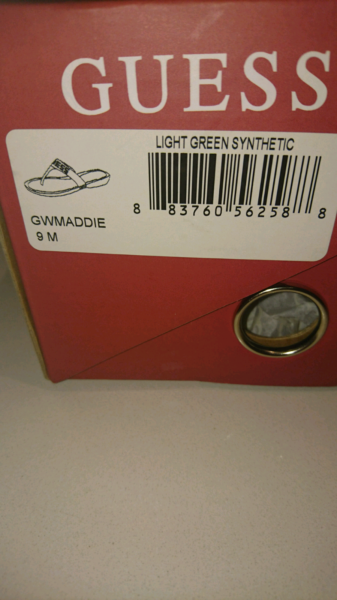 GUESS
LIGHT GREEN SYNTHETIC
8 83760 56258 8
GWMADDIE
9 M